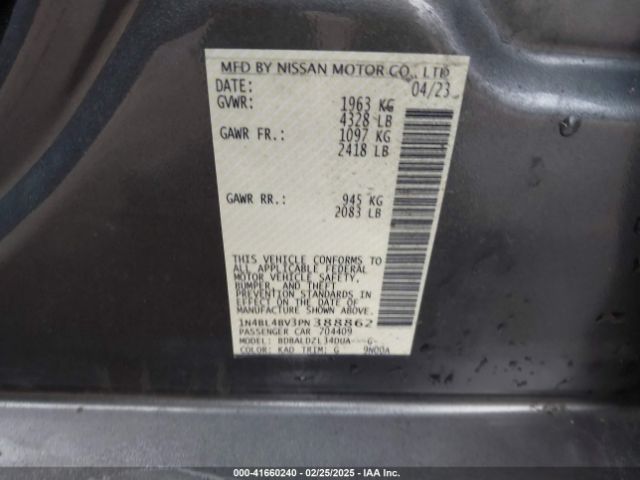 MFD BY NISSAN MOTOR CO., LTD
DATE: 04/23
GVWR: 1963 KG
4328 LB
GAWR FR.: 1097 KG
2418 LB
GAWR RR.: 945 KG
2083 LB
THIS VEHICLE CONFORMS TO
ALL APPLICABLE FEDERAL
MOTOR VEHICLE SAFETY,
BUMPER, AND THEFT
PREVENTION STANDARDS IN
EFFECT ON THE DATE OF
MANUFACTURE SHOWN ABOVE.
1N4BL4BV3PN388862
PASSENGER CAR 704409
MODEL: BDBALDZL34DUA---G-
COLOR: KAD TRIM: G 9N00A
000-41660240 - 02/25/2025 - IAA Inc.